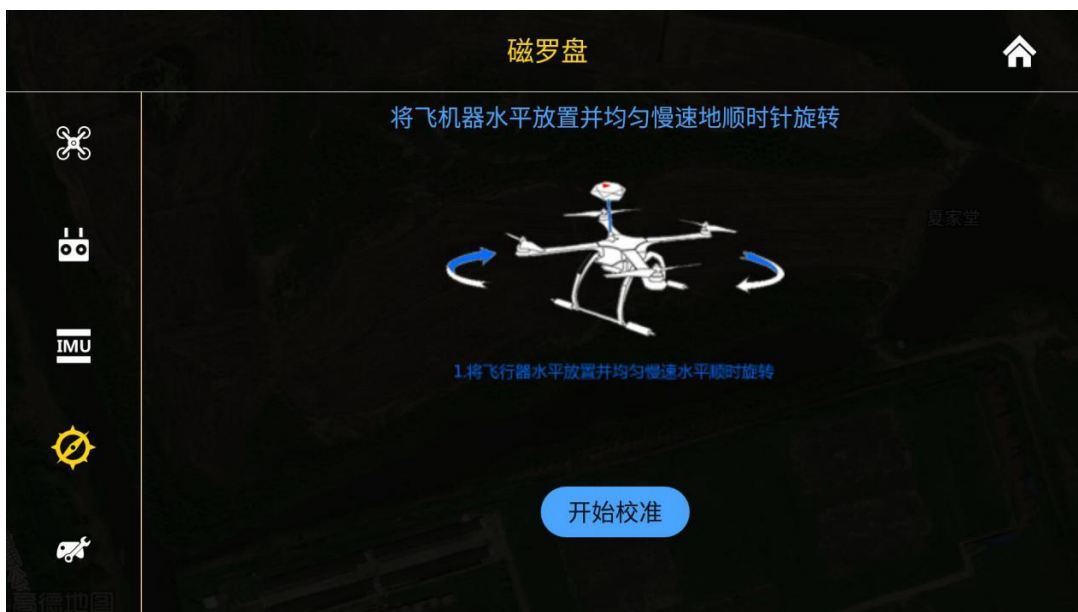 磁罗盘
将飞机器水平放置并均匀慢速地顺时针旋转
夏家堂
IMU
1.将飞行器水平放置并均匀慢速水平顺时旋转
开始校准
高德地图